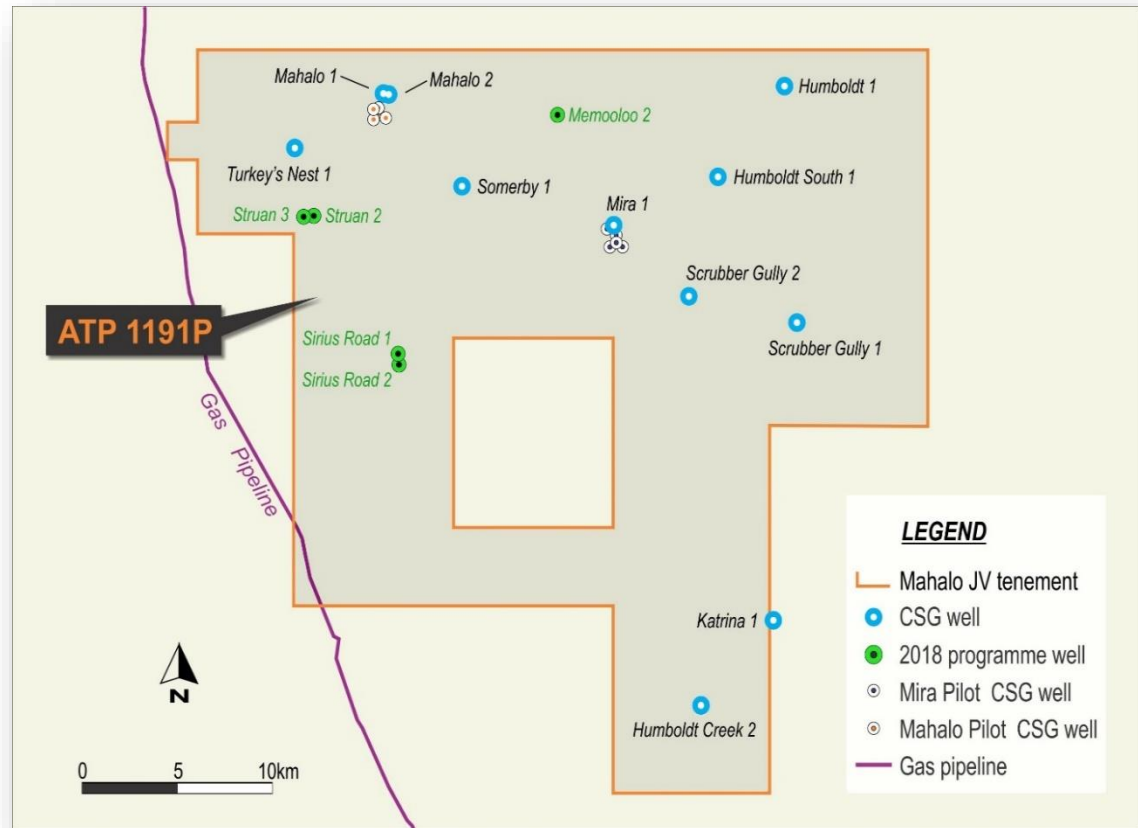 Mahalo 1
Mahalo 2
Humboldt 1
Memooloo 2
Turkey's Nest 1
Somerby 1
Humboldt South 1
Struan 3
Struan 2
Mira 1
Scrubber Gully 2
ATP 1191P
Scrubber Gully 1
Sirius Road 1
Sirius Road 2
Gas Pipeline
LEGEND
Mahalo JV tenement
CSG well
2018 programme well
Mira Pilot CSG well
Mahalo Pilot CSG well
Gas pipeline
Katrina 1
Humboldt Creek 2
N
0 5 10km